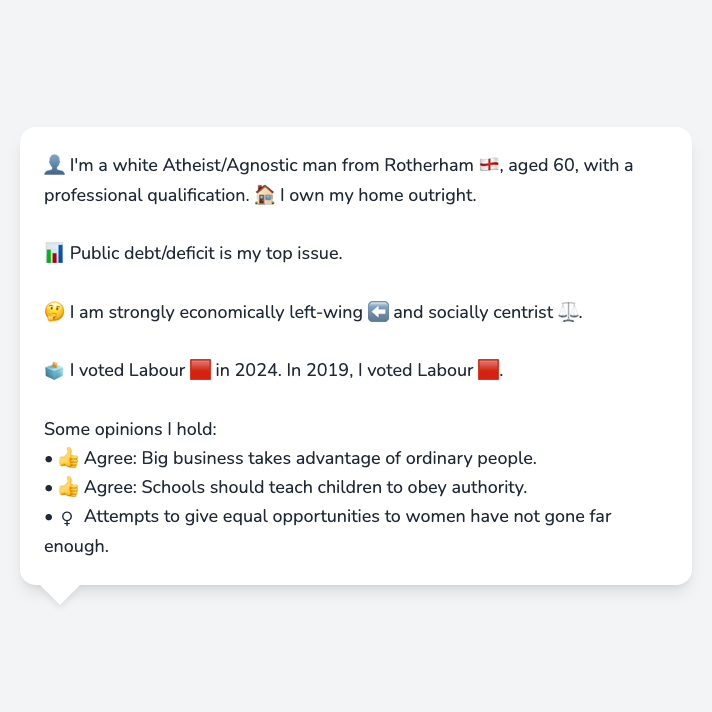 👤 I'm a white Atheist/Agnostic man from Rotherham 🏴󠁧󠁢󠁥󠁮󠁧󠁿, aged 60, with a
professional qualification. 🏠 I own my home outright.
📊 Public debt/deficit is my top issue.
🤔 I am strongly economically left-wing ⬅️ and socially centrist ⚖️.
🗳️ I voted Labour 🟥 in 2024. In 2019, I voted Labour 🟥.
Some opinions I hold:
• 👍 Agree: Big business takes advantage of ordinary people.
• 👍 Agree: Schools should teach children to obey authority.
• ♀ Attempts to give equal opportunities to women have not gone far
enough.